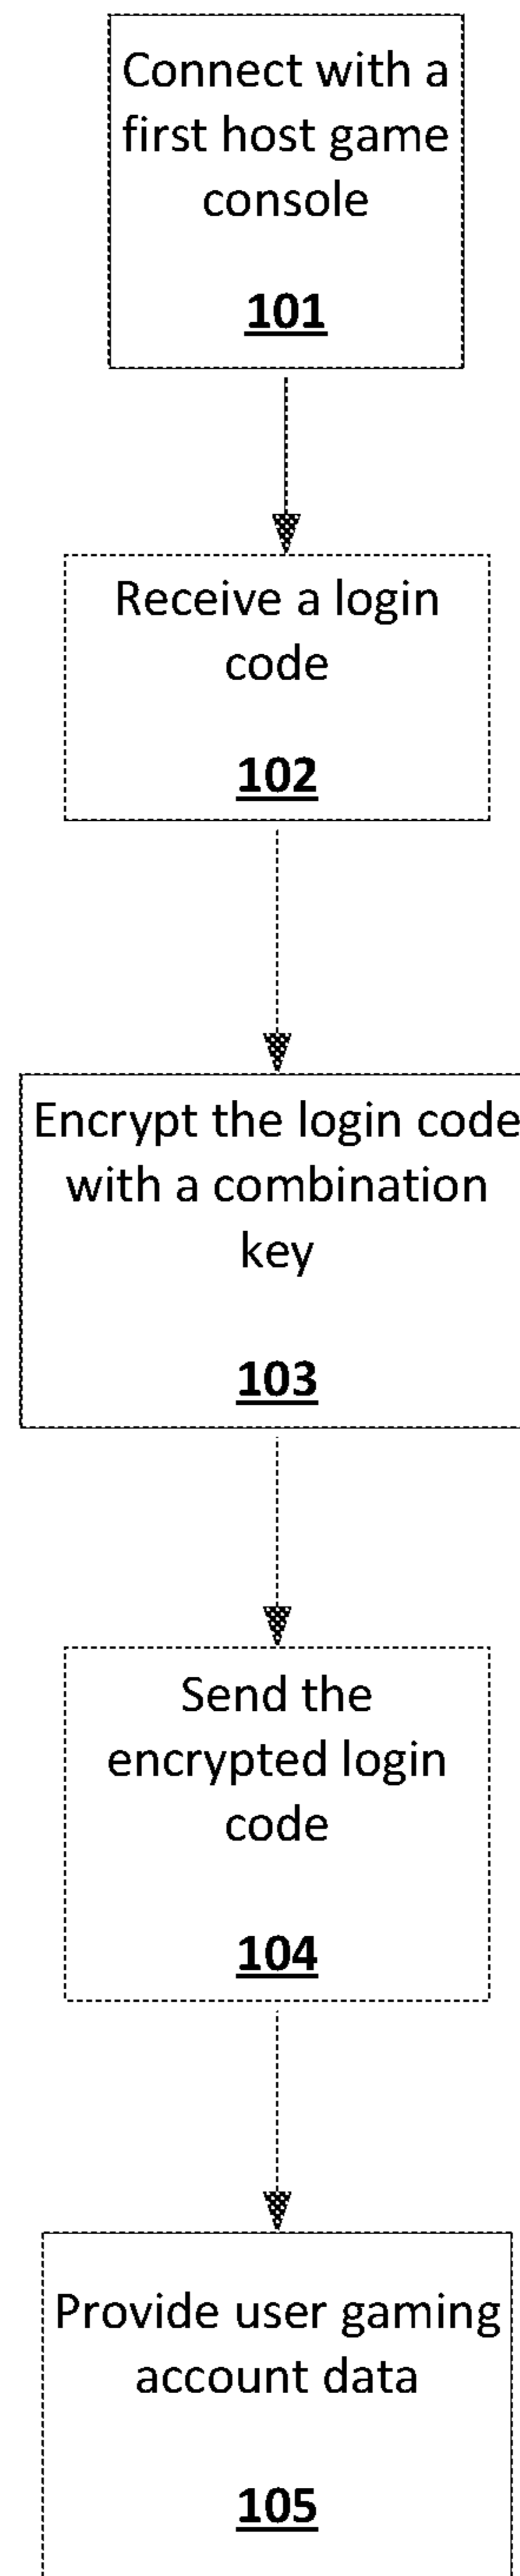 Connect with a
first host game
console
101
Receive a login
code
102
Encrypt the login code
with a combination
key
103
Send the
encrypted login
code
104
Provide user gaming
account data
105